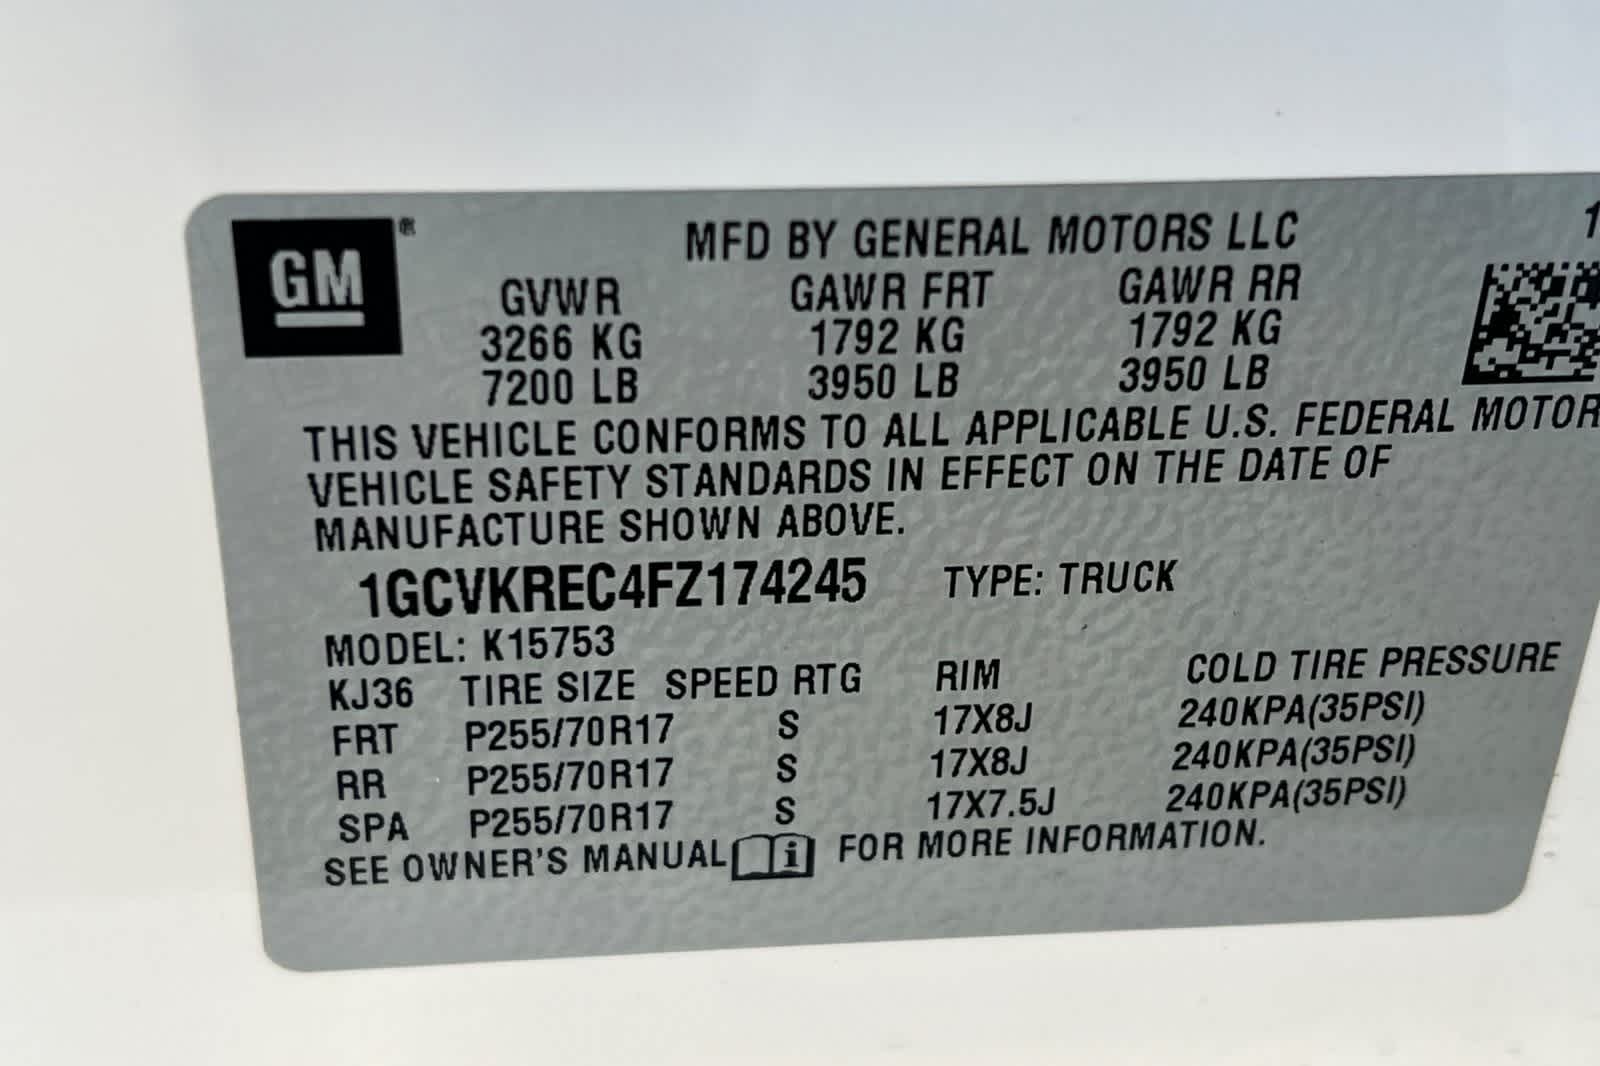 GM®
MFD BY GENERAL MOTORS LLC
GVWR GAWR FRT GAWR RR
3266 KG 1792 KG 1792 KG
7200 LB 3950 LB 3950 LB
THIS VEHICLE CONFORMS TO ALL APPLICABLE U.S. FEDERAL MOTOR
VEHICLE SAFETY STANDARDS IN EFFECT ON THE DATE OF
MANUFACTURE SHOWN ABOVE.
1GCVKREC4FZ174245 TYPE: TRUCK
MODEL: K15753
KJ36 TIRE SIZE SPEED RTG RIM COLD TIRE PRESSURE
FRT P255/70R17 S 17X8J 240KPA(35PSI)
RR P255/70R17 S 17X8J 240KPA(35PSI)
SPA P255/70R17 S 17X7.5J 240KPA(35PSI)
SEE OWNER'S MANUAL i FOR MORE INFORMATION.